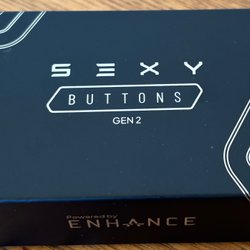 SEXY
BUTTONS
GEN 2
Powered by
ENHANCE